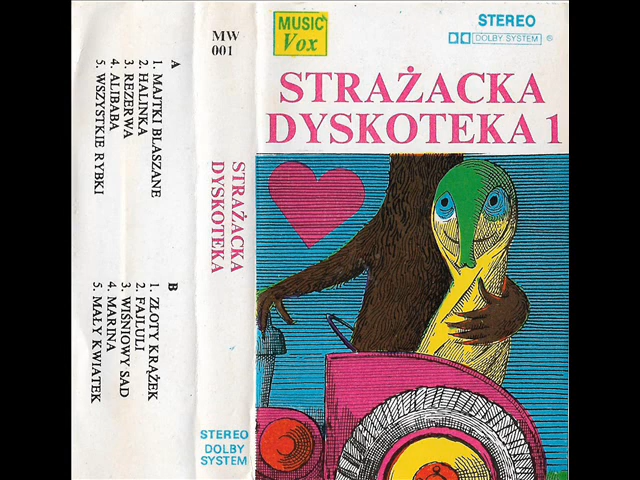 A
1. MAJTKI BLASZANE
2. HALINKA
3. REZERWA
4. ALIBABA
5. WSZYSTKIE RYBKI
B
1. ZŁOTY KRĄŻEK
2. FAJLULI
3. WIŚNIOWY SAD
4. MARINA
5. MAŁY KWIATEK
MW
001
STRAŻACKA
DYSKOTEKA
STEREO
DOLBY
SYSTEM
MUSIC
Vox
STEREO
DOLBY SYSTEM ®
STRAŻACKA
DYSKOTEKA 1